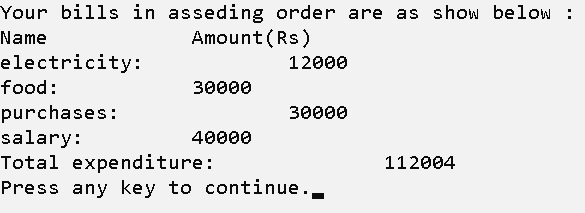 Your bills in asseding order are as show below :
Name Amount(Rs)
electricity: 12000
food: 30000
purchases: 30000
salary: 40000
Total expenditure: 112004
Press any key to continue.